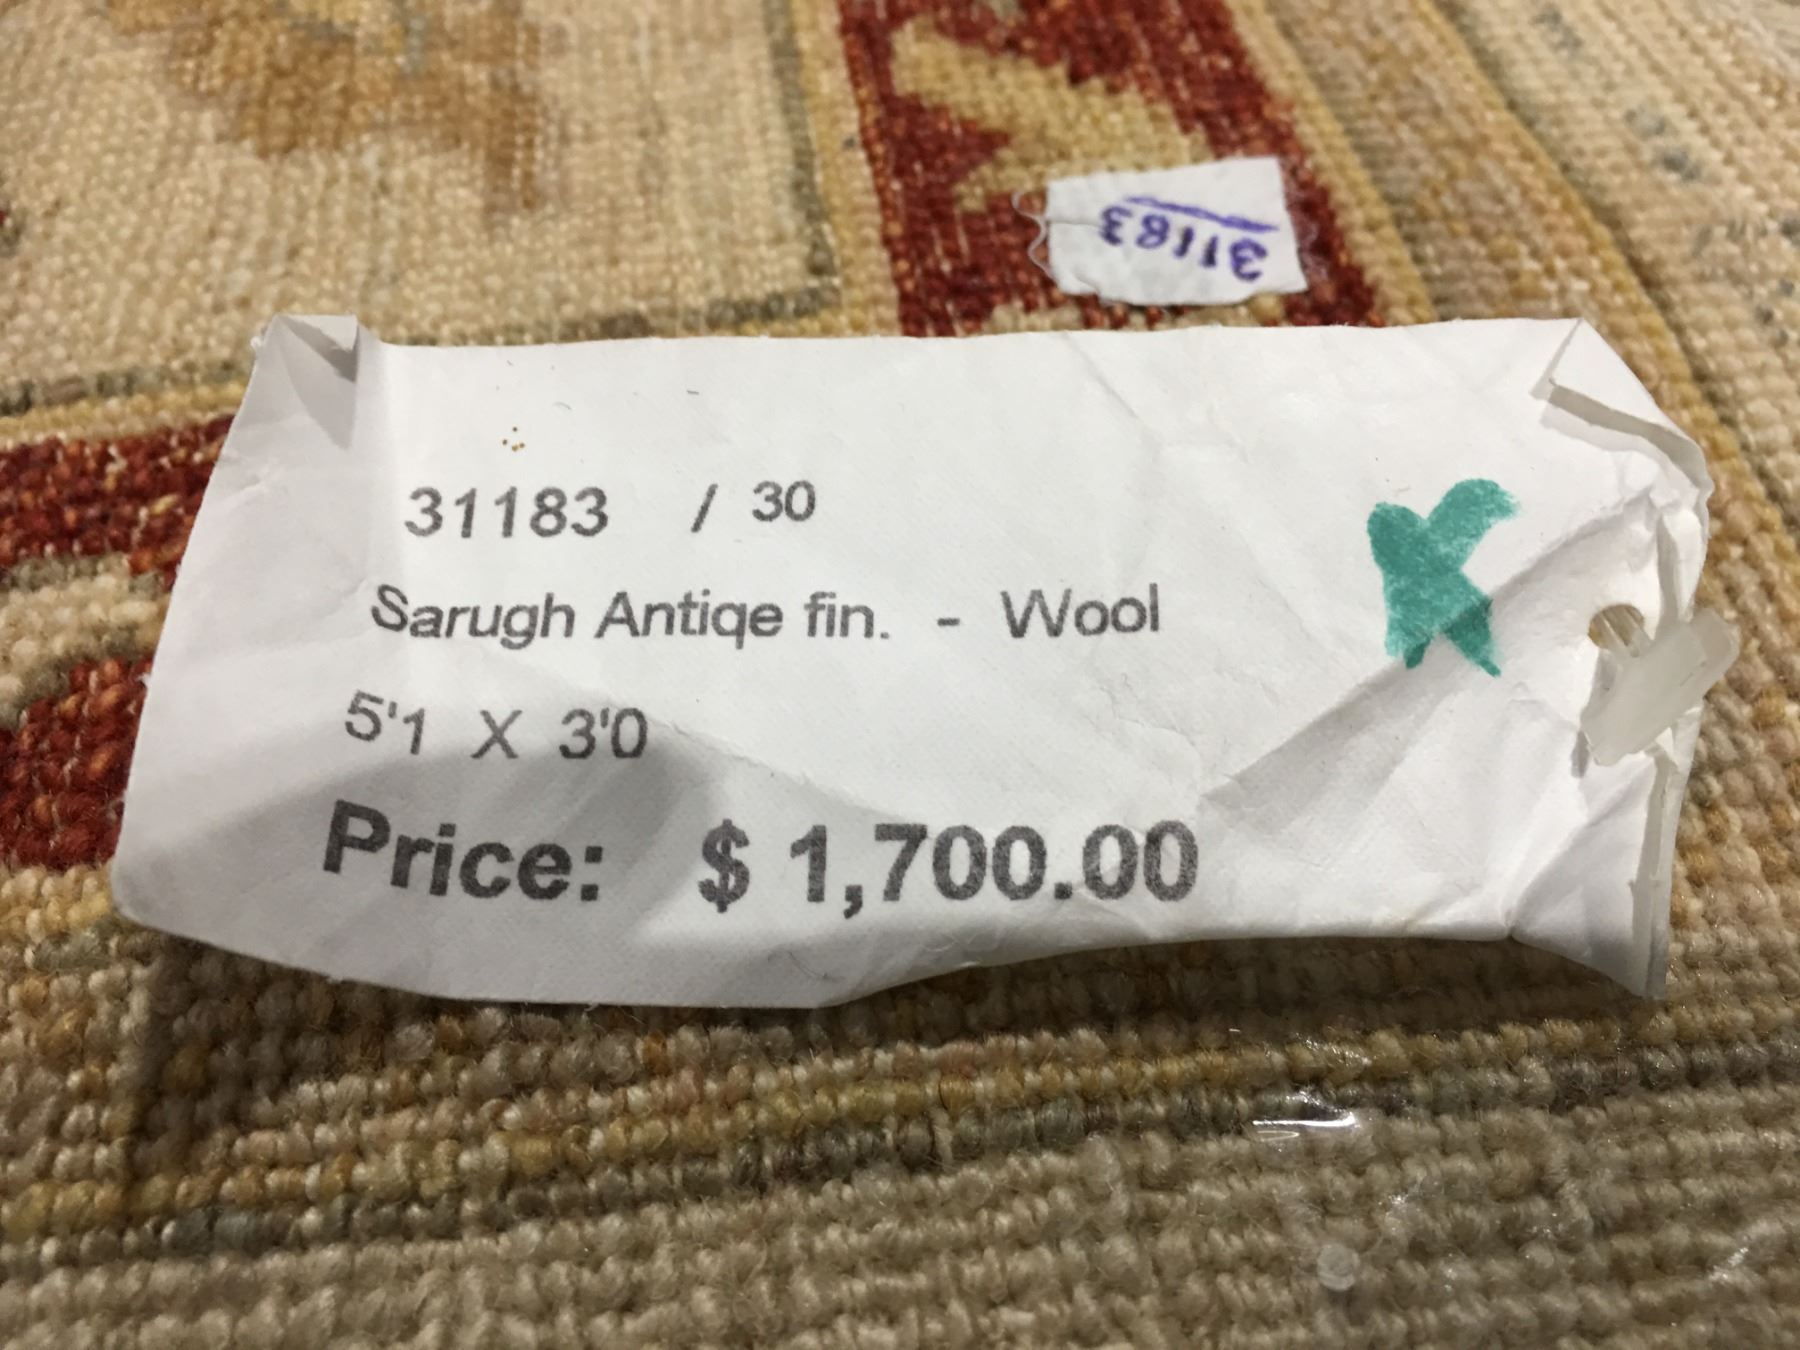 31183
31183 / 30
Sarugh Antiqe fin. - Wool
5'1 X 3'0
Price: $ 1,700.00